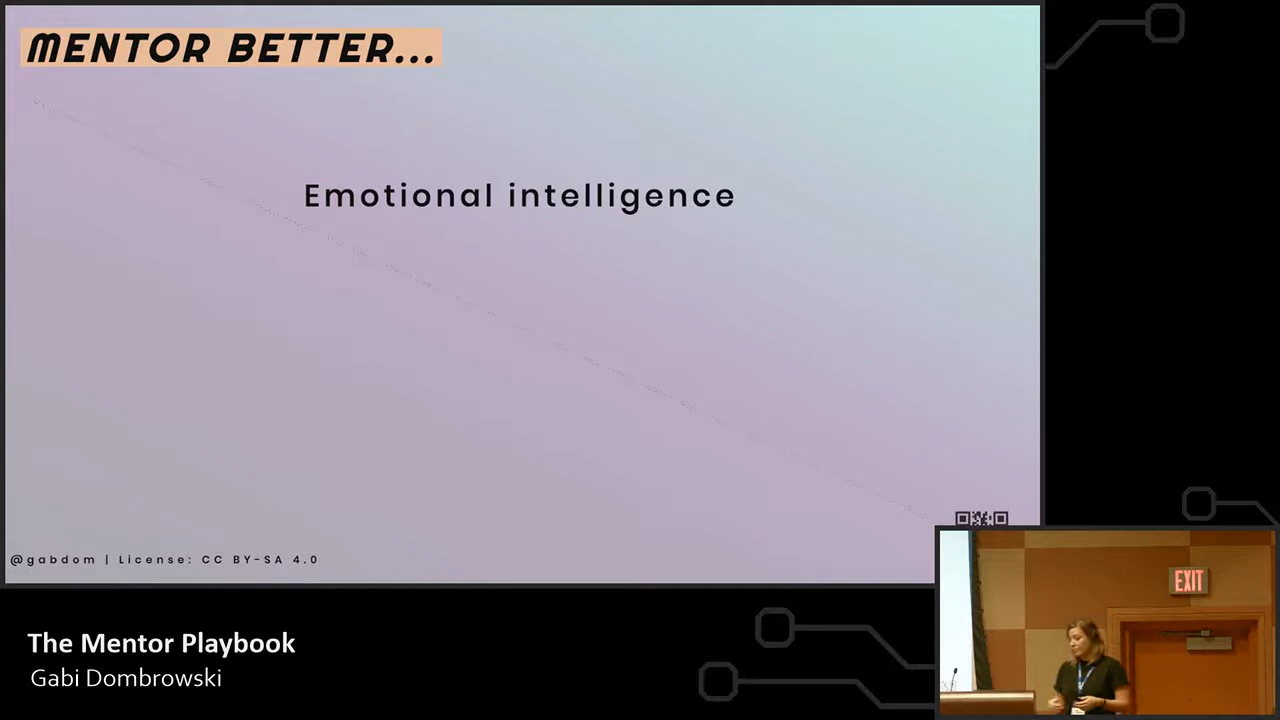 MENTOR BETTER...
Emotional intelligence
@gabdom | License: CC BY-SA 4.0
EXIT
The Mentor Playbook
Gabi Dombrowski